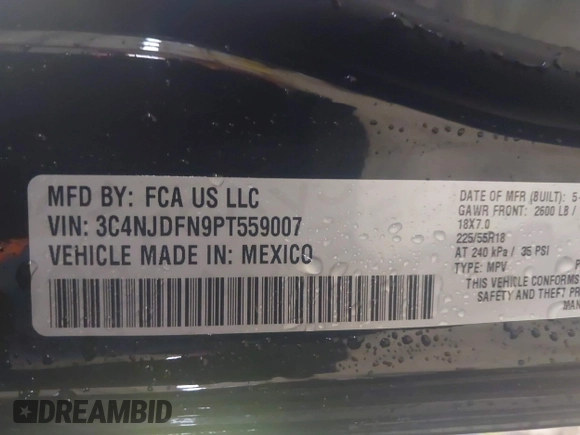 MFD BY: FCA US LLC
VIN: 3C4NJDFN9PT559007
VEHICLE MADE IN: MEXICO
DATE OF MFR (BUILT): 5-
GAWR FRONT: 2600 LB /
18X7.0
225/55R18
AT 240 kPa / 35 PSI
TYPE: MPV P
THIS VEHICLE CONFORMS
SAFETY AND THEFT PR
DREAMBID